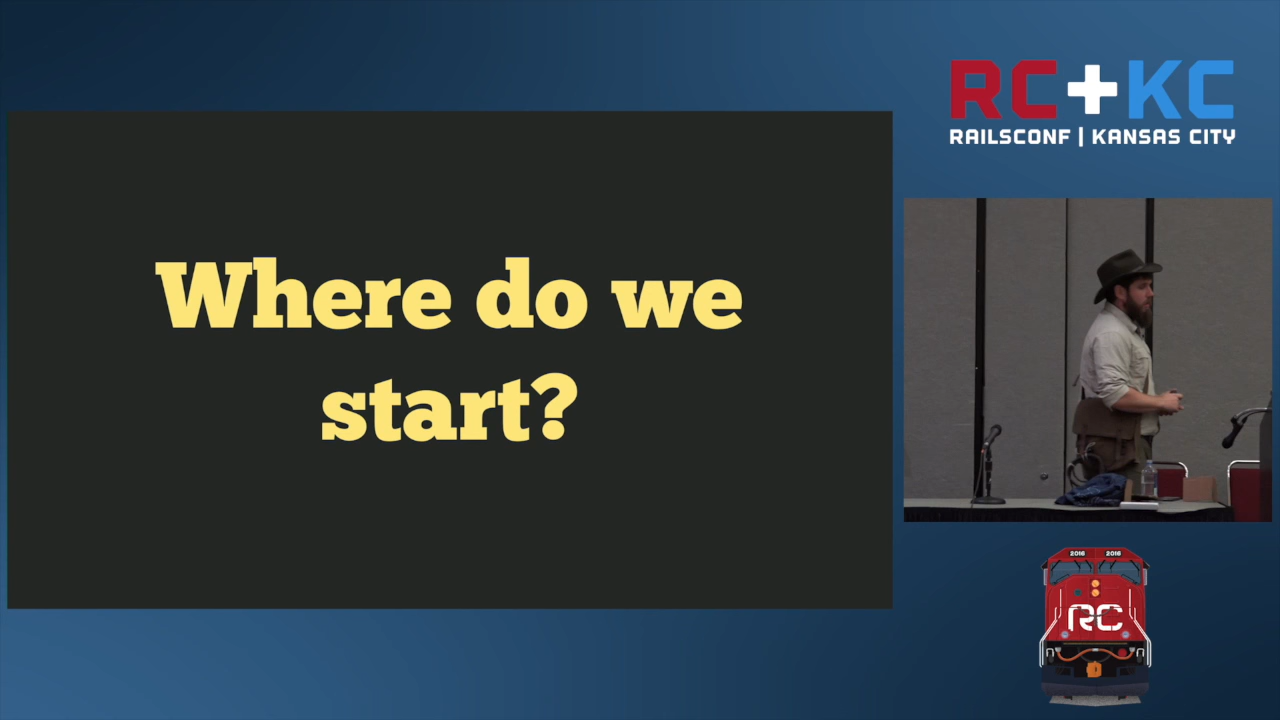 RC+KC
RAILSCONF | KANSAS CITY
Where do we
start?
2016 2016
RC